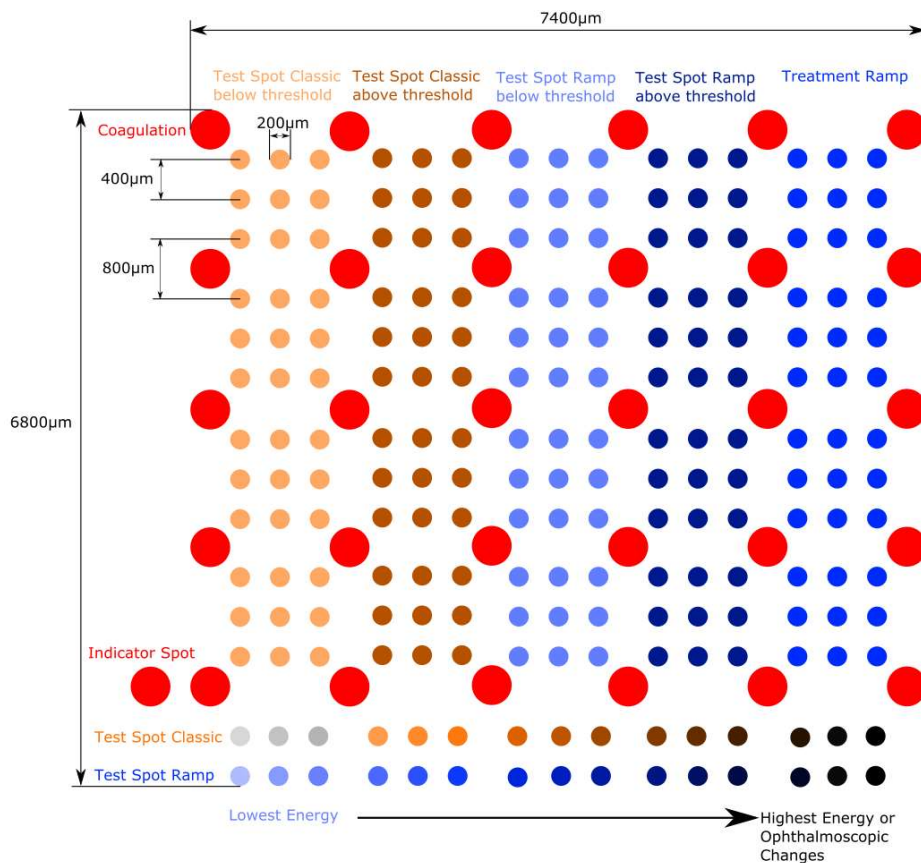 7400µm
Test Spot Classic
below threshold
Test Spot Classic
above threshold
Test Spot Ramp
below threshold
Test Spot Ramp
above threshold
Treatment Ramp
Coagulation
200µm
400µm
800µm
6800µm
Indicator Spot
Test Spot Classic
Test Spot Ramp
Lowest Energy
Highest Energy or
Ophthalmoscopic
Changes